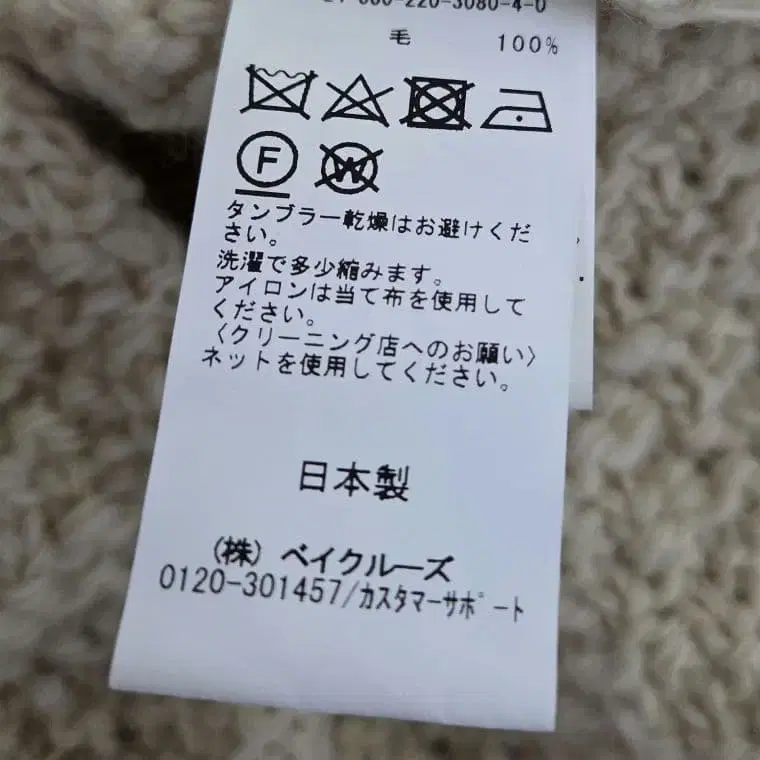 毛 100%
F W
タンブラー乾燥はお避けくだ
さい。
洗濯で多少縮みます。
アイロンは当て布を使用して
ください。
〈クリーニング店へのお願い〉
ネットを使用してください。
日本製
(株) ベイクルーズ
0120-301457/カスタマーサポート